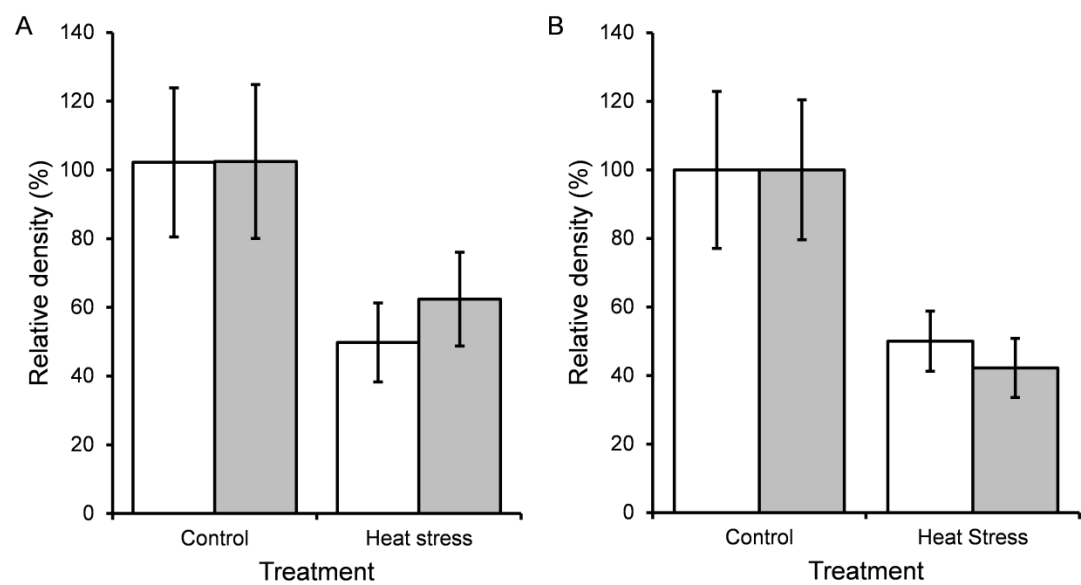 A
Relative density (%)
140
120
100
80
60
40
20
0
Control
Heat stress
Treatment
B
Relative density (%)
140
120
100
80
60
40
20
0
Control
Heat Stress
Treatment